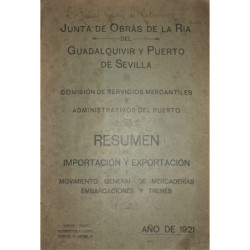 JUNTA DE OBRAS DE LA RIA
DEL
GUADALQUIVIR Y PUERTO
DE SEVILLA
COMISIÓN DE SERVICIOS MERCANTILES
Y
ADMINISTRATIVOS DEL PUERTO
RESUMEN
IMPORTACIÓN Y EXPORTACIÓN
MOVIMIENTO GENERAL DE MERCADERÍAS
EMBARCACIONES Y TRENES
AÑO DE 1921